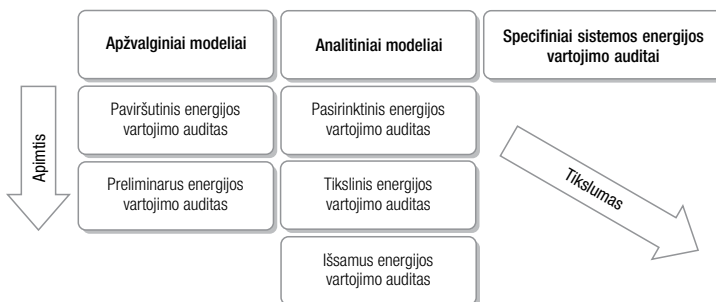 Apžvalginiai modeliai
Analitiniai modeliai
Specifiniai sistemos energijos
vartojimo auditai
Apimtis
Paviršutinis energijos
vartojimo auditas
Pasirinktinis energijos
vartojimo auditas
Preliminarus energijos
vartojimo auditas
Tikslinis energijos
vartojimo auditas
Tikslumas
Išsamus energijos
vartojimo auditas